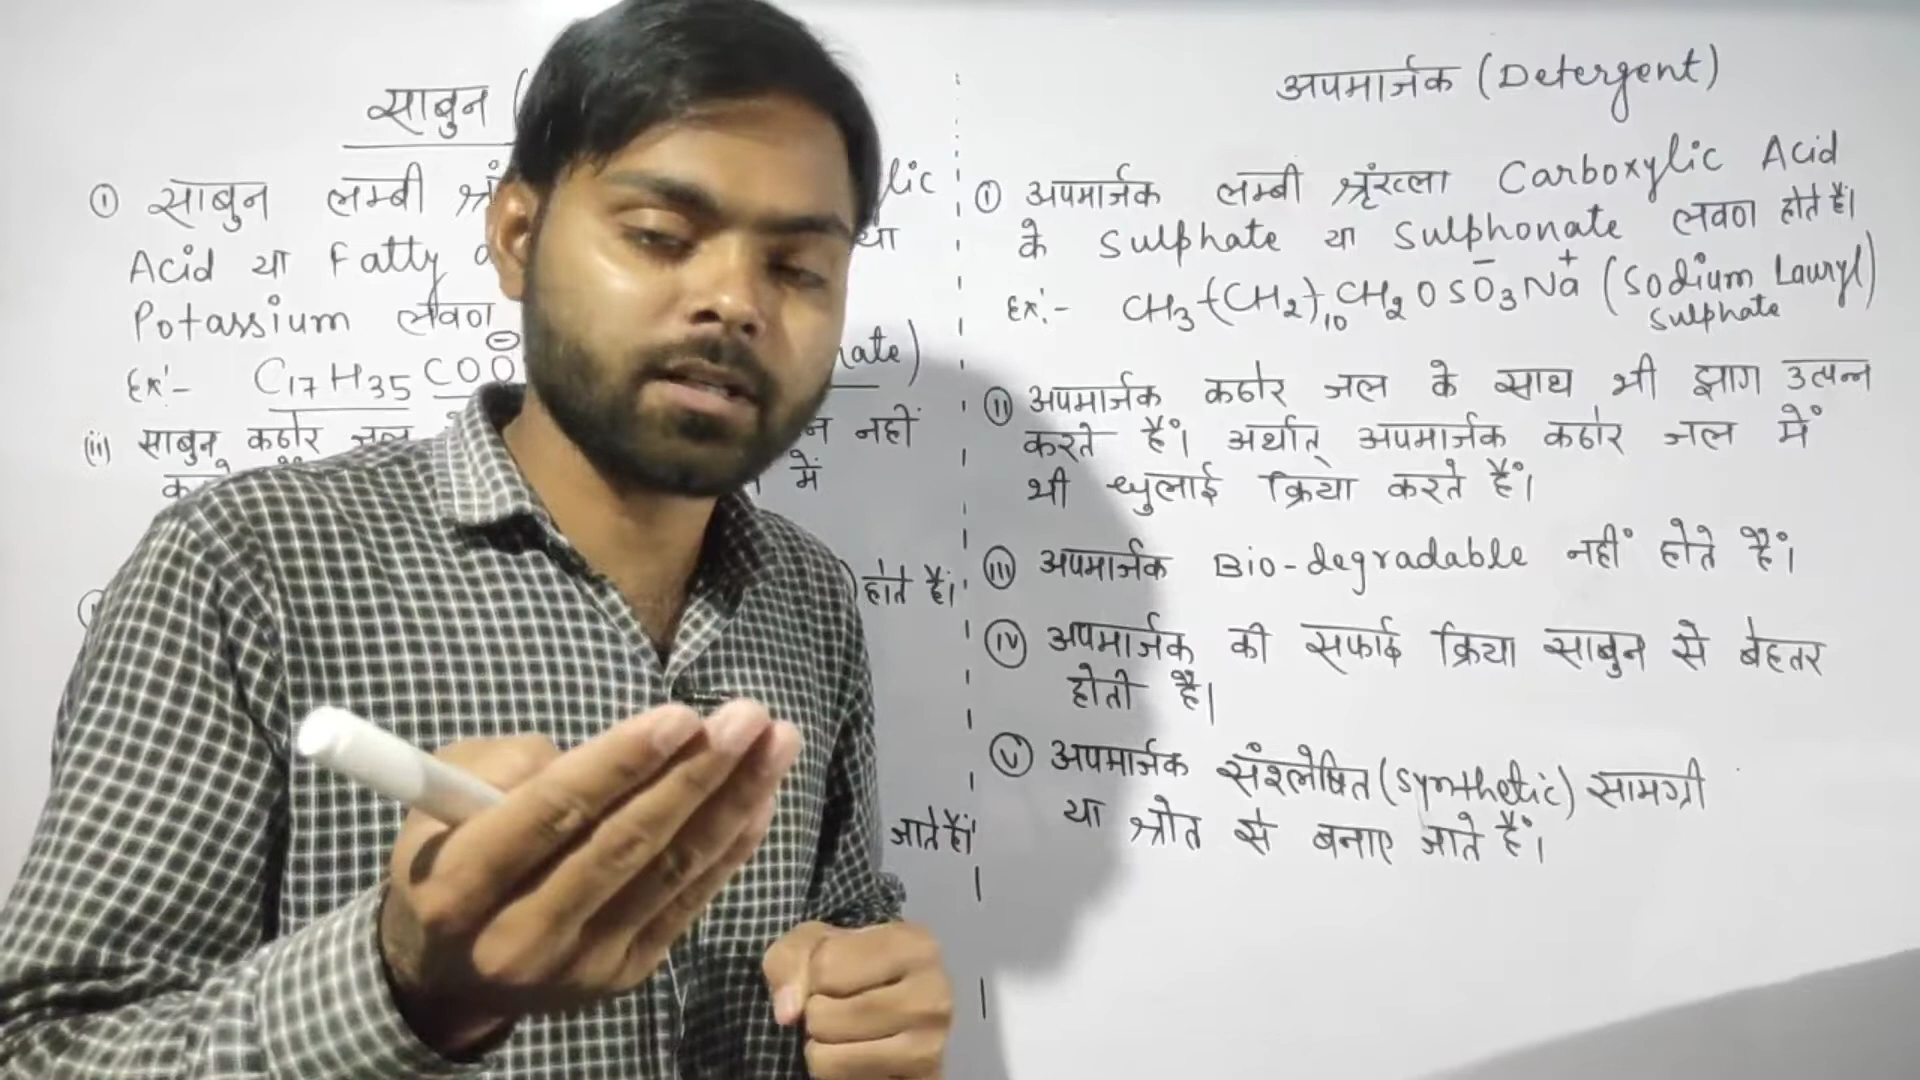 साबुन (
① साबुन लम्बी
Acid या Fatty
Potassium लवण
Ex:- C₁₇H₃₅COO⁻
(ii) साबुन कठोर जल
नहीं
में
होते हैं।
जाते हैं।
अपमार्जक (Detergent)
① अपमार्जक लम्बी श्रृंखला Carboxylic Acid
के Sulphate या Sulphonate लवण होते हैं।
Ex:- CH₃-(CH₂)₁₀CH₂OSO₃⁻Na⁺ (Sodium Lauryl
Sulphate)
ⓘⓘ अपमार्जक कठोर जल के साथ भी झाग उत्पन्न
करते हैं। अर्थात् अपमार्जक कठोर जल में
भी धुलाई क्रिया करते हैं।
ⓘⓘⓘ अपमार्जक Bio-degradable नहीं होते हैं।
ⓘⓥ अपमार्जक की सफाई क्रिया साबुन से बेहतर
होती है।
ⓥ अपमार्जक संश्लेषित (Synthetic) सामग्री
या श्रोत से बनाए जाते हैं।